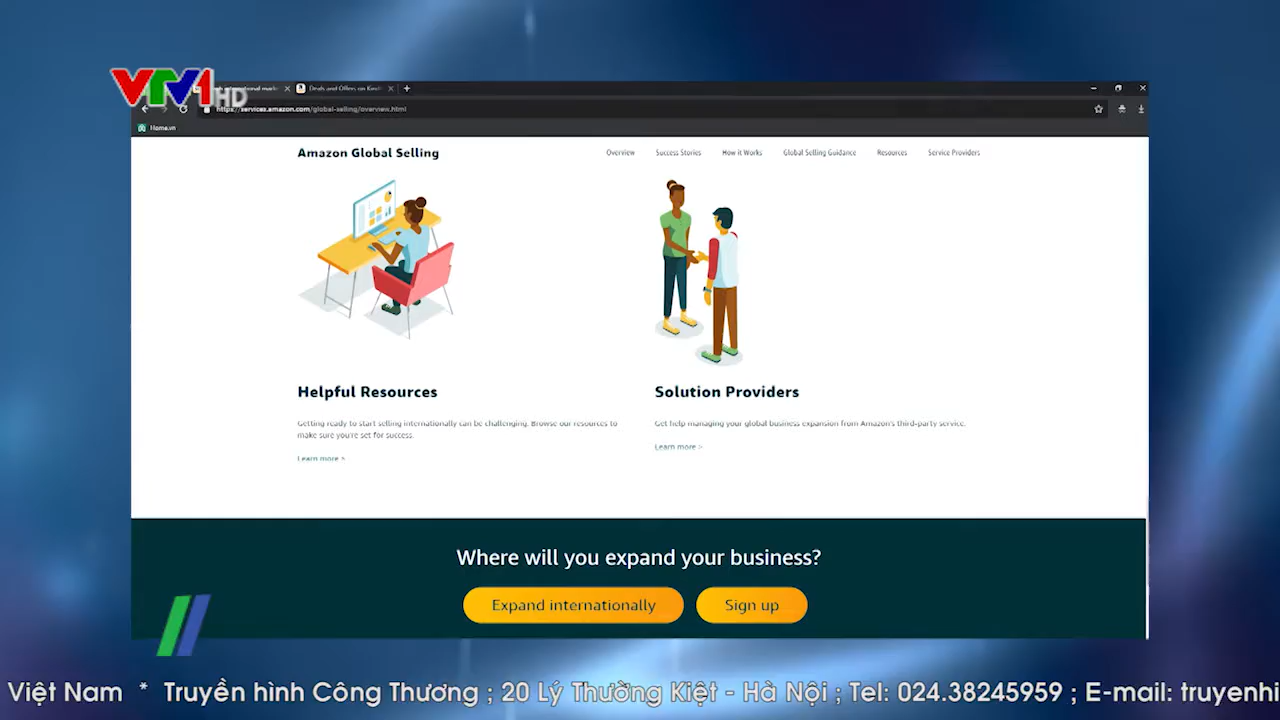 VTV1 HD
Deals and Offers on Kind
https://services.amazon.com/global-selling/overview.html
Home.vn
Amazon Global Selling
Overview Success Stories How it Works Global Selling Guidance Resources Service Providers
Helpful Resources
Getting ready to start selling internationally can be challenging. Browse our resources to
make sure you're set for success.
Learn more >
Solution Providers
Get help managing your global business expansion from Amazon's third-party service.
Learn more >
Where will you expand your business?
Expand internationally
Sign up
Việt Nam * Truyền hình Công Thương ; 20 Lý Thường Kiệt - Hà Nội ; Tel: 024.38245959 ; E-mail: truyenhi